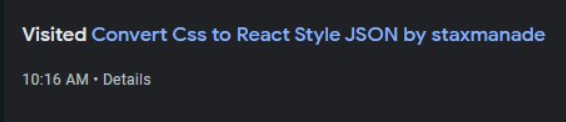 Visited Convert Css to React Style JSON by staxmanade
10:16 AM • Details